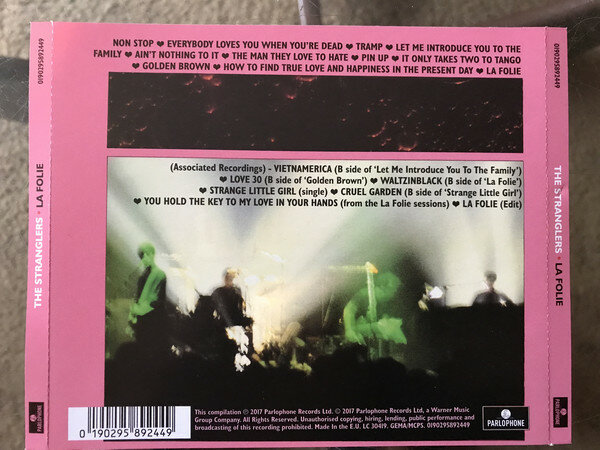 NON STOP ❤ EVERYBODY LOVES YOU WHEN YOU'RE DEAD ❤ TRAMP ❤ LET ME INTRODUCE YOU TO THE
FAMILY ❤ AIN'T NOTHING TO IT ❤ THE MAN THEY LOVE TO HATE ❤ PIN UP ❤ IT ONLY TAKES TWO TO TANGO
❤ GOLDEN BROWN ❤ HOW TO FIND TRUE LOVE AND HAPPINESS IN THE PRESENT DAY ❤ LA FOLIE
(Associated Recordings) - VIETNAMERICA (B side of 'Let Me Introduce You To The Family')
❤ LOVE 30 (B side of 'Golden Brown') ❤ WALTZINBLACK (B side of 'La Folie')
❤ STRANGE LITTLE GIRL (single) ❤ CRUEL GARDEN (B side of 'Strange Little Girl')
❤ YOU HOLD THE KEY TO MY LOVE IN YOUR HANDS (from the La Folie sessions) ❤ LA FOLIE (Edit)
0 190295 892449
This compilation ℗ 2017 Parlophone Records Ltd. © 2017 Parlophone Records Ltd, a Warner Music
Group Company. All Rights Reserved. Unauthorised copying, hiring, lending, public performance and
broadcasting of this recording prohibited. Made in the E.U. LC 30419. GEMA/MCPS. 0190295892449
PARLOPHONE
0190295892449
THE STRANGLERS • LA FOLIE
PARLOPHONE
0190295892449
THE STRANGLERS • LA FOLIE
PARLOPHONE